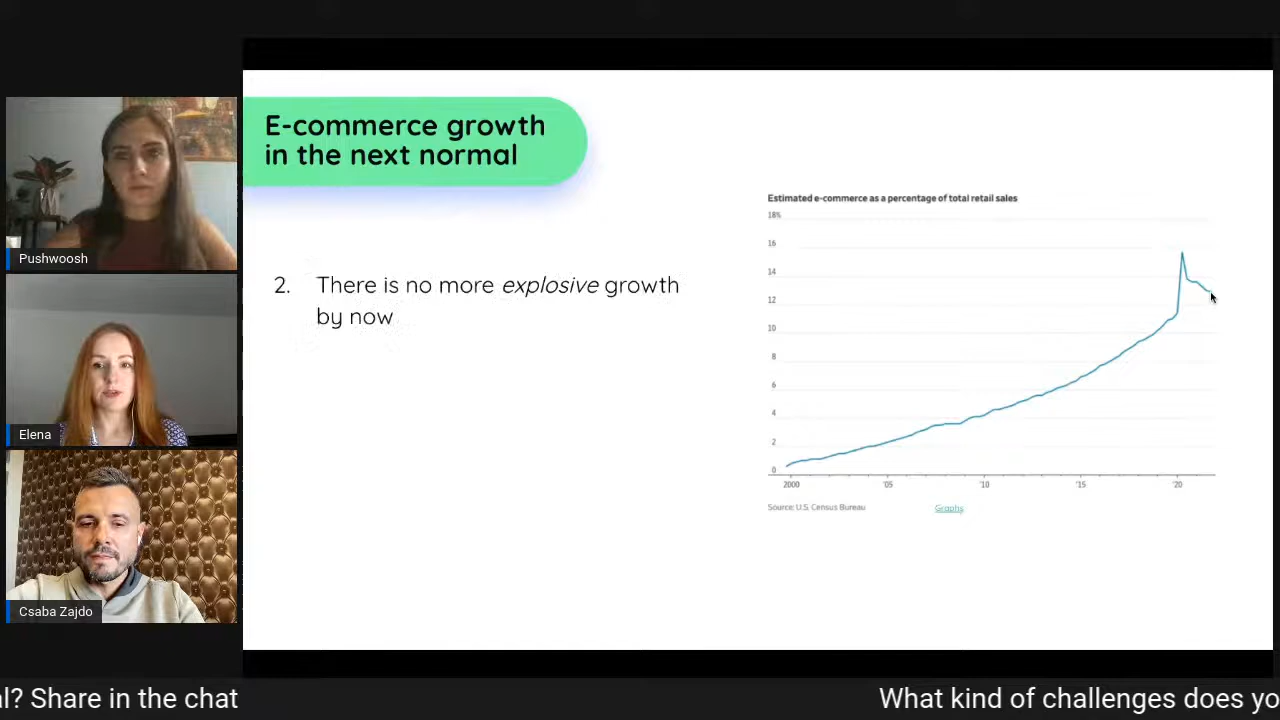 E-commerce growth
in the next normal
2. There is no more explosive growth
by now
Estimated e-commerce as a percentage of total retail sales
18%
16
14
12
10
8
6
4
2
0
2000 '05 '10 '15 '20
Source: U.S. Census Bureau
Graphs
Pushwoosh
Elena
Csaba Zajdo
al? Share in the chat
What kind of challenges does yo